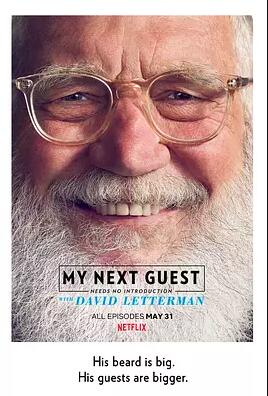 MY NEXT GUEST
NEEDS NO INTRODUCTION
WITH DAVID LETTERMAN
ALL EPISODES MAY 31
NETFLIX
His beard is big.
His guests are bigger.